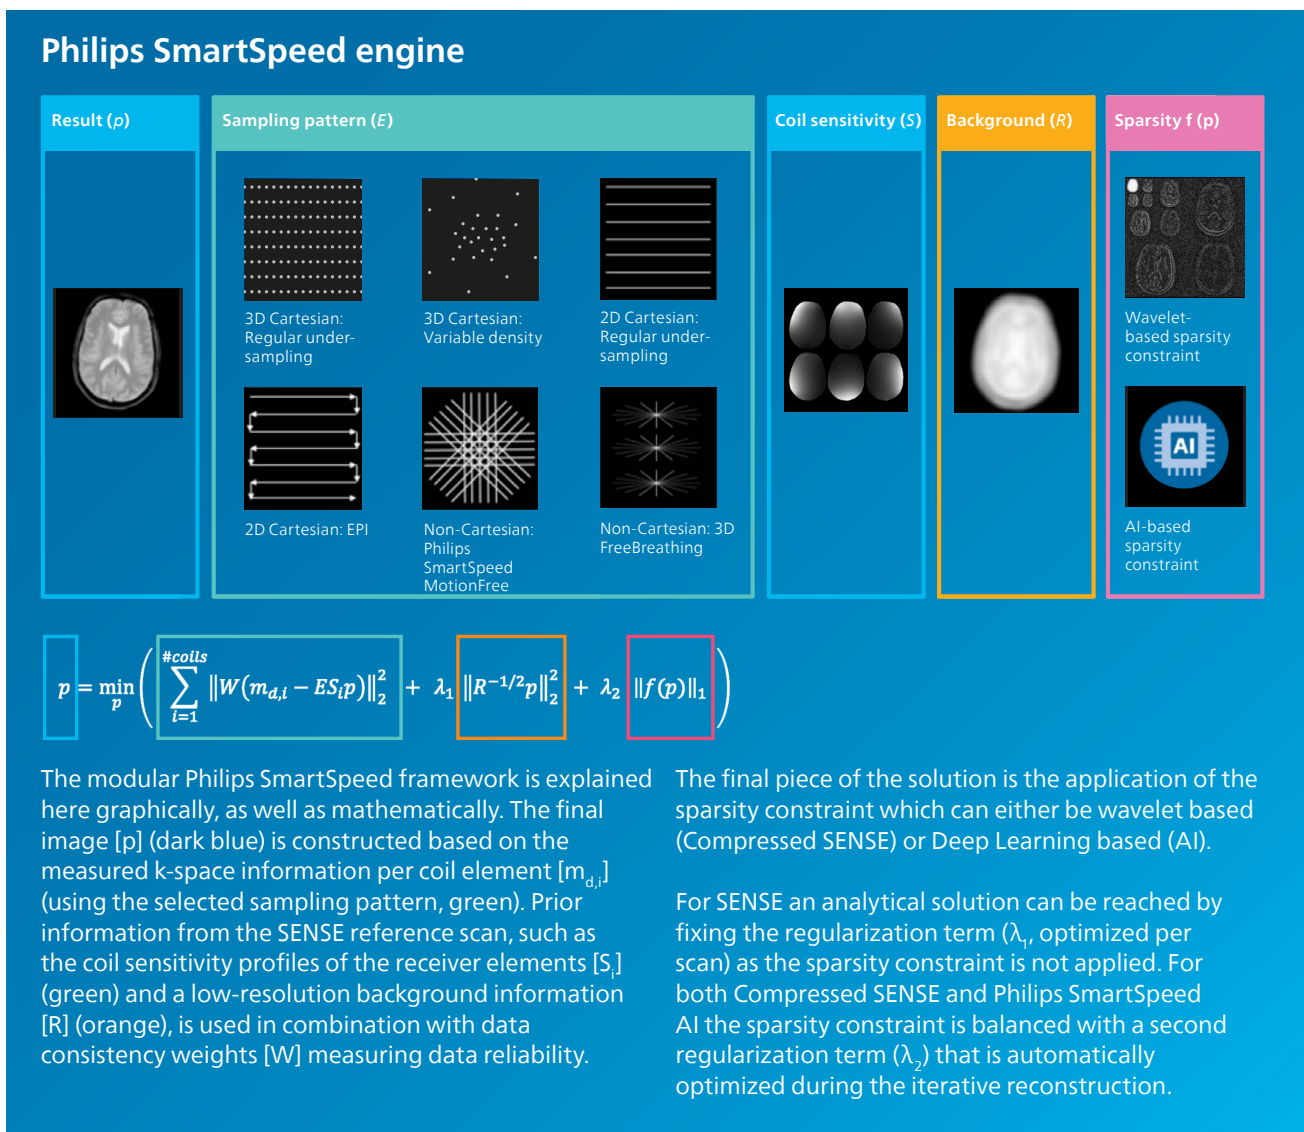 Philips SmartSpeed engine
Result (p)
Sampling pattern (E)
Coil sensitivity (S)
Background (R)
Sparsity f (p)
3D Cartesian:
Regular under-
sampling
3D Cartesian:
Variable density
2D Cartesian:
Regular under-
sampling
2D Cartesian: EPI
Non-Cartesian:
Philips
SmartSpeed
MotionFree
Non-Cartesian: 3D
FreeBreathing
Wavelet-
based sparsity
constraint
AI
AI-based
sparsity
constraint
p = min_p ( ∑_{i=1}^{#coils} ‖W(m_{d,i} − ES_i p)‖_2^2 + λ_1 ‖R^{-1/2}p‖_2^2 + λ_2 ‖f(p)‖_1 )
The modular Philips SmartSpeed framework is explained
here graphically, as well as mathematically. The final
image [p] (dark blue) is constructed based on the
measured k-space information per coil element [m_{d,i}]
(using the selected sampling pattern, green). Prior
information from the SENSE reference scan, such as
the coil sensitivity profiles of the receiver elements [S_i]
(green) and a low-resolution background information
[R] (orange), is used in combination with data
consistency weights [W] measuring data reliability.
The final piece of the solution is the application of the
sparsity constraint which can either be wavelet based
(Compressed SENSE) or Deep Learning based (AI).
For SENSE an analytical solution can be reached by
fixing the regularization term (λ_1, optimized per
scan) as the sparsity constraint is not applied. For
both Compressed SENSE and Philips SmartSpeed
AI the sparsity constraint is balanced with a second
regularization term (λ_2) that is automatically
optimized during the iterative reconstruction.